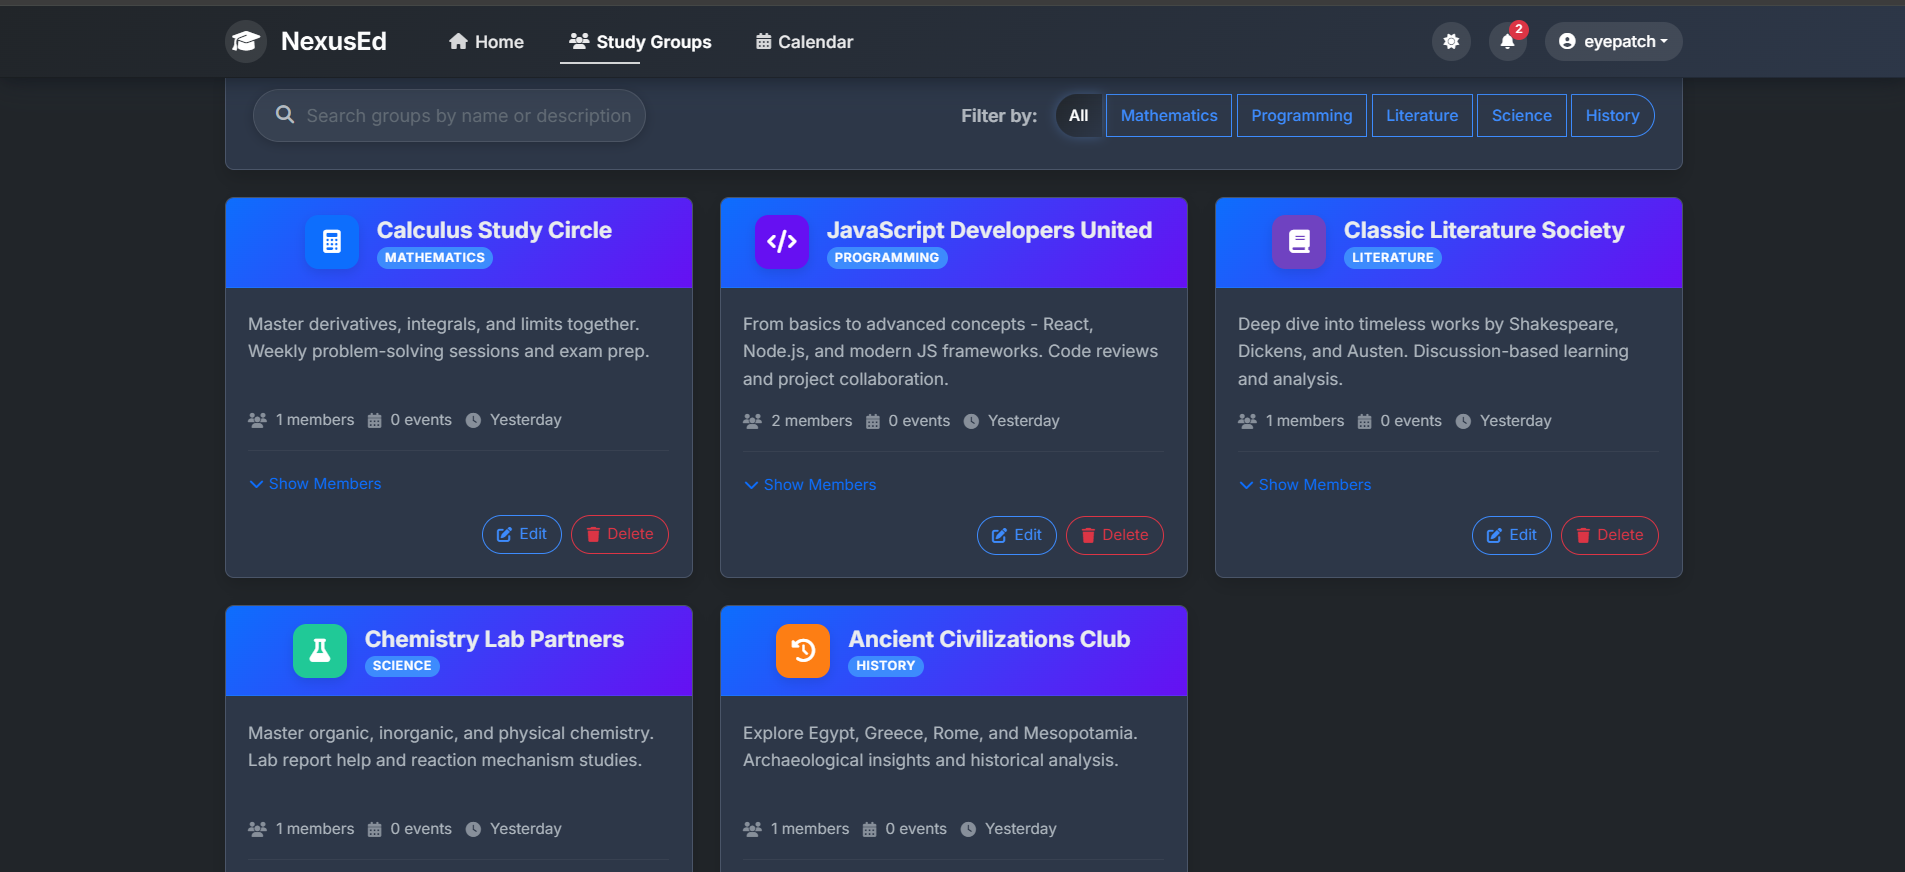 NexusEd
Home
Study Groups
Calendar
2
eyepatch
Search groups by name or description
Filter by:
All
Mathematics
Programming
Literature
Science
History
Calculus Study Circle
MATHEMATICS
Master derivatives, integrals, and limits together.
Weekly problem-solving sessions and exam prep.
1 members 0 events Yesterday
Show Members
Edit Delete
JavaScript Developers United
PROGRAMMING
From basics to advanced concepts - React,
Node.js, and modern JS frameworks. Code reviews
and project collaboration.
2 members 0 events Yesterday
Show Members
Edit Delete
Classic Literature Society
LITERATURE
Deep dive into timeless works by Shakespeare,
Dickens, and Austen. Discussion-based learning
and analysis.
1 members 0 events Yesterday
Show Members
Edit Delete
Chemistry Lab Partners
SCIENCE
Master organic, inorganic, and physical chemistry.
Lab report help and reaction mechanism studies.
1 members 0 events Yesterday
Ancient Civilizations Club
HISTORY
Explore Egypt, Greece, Rome, and Mesopotamia.
Archaeological insights and historical analysis.
1 members 0 events Yesterday